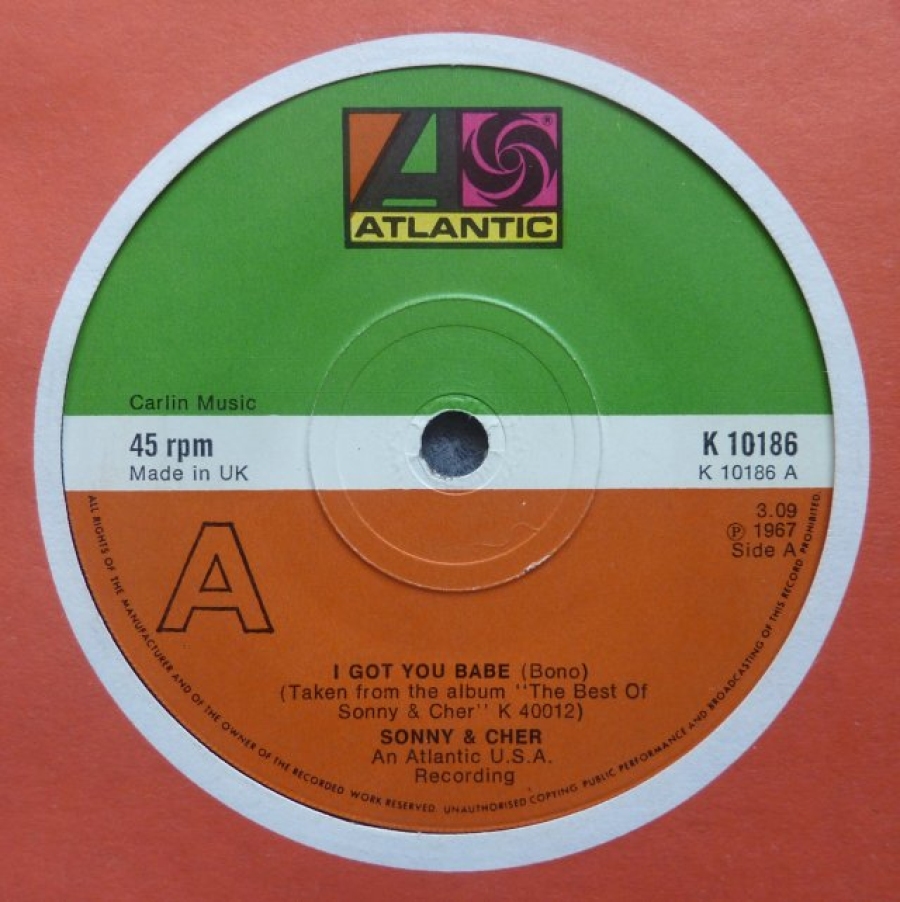 ATLANTIC
®
Carlin Music
45 rpm
Made in UK
K 10186
K 10186 A
3.09
℗ 1967
Side A
A
I GOT YOU BABE (Bono)
(Taken from the album "The Best Of
Sonny & Cher" K 40012)
SONNY & CHER
An Atlantic U.S.A.
Recording
ALL RIGHTS OF THE MANUFACTURER AND OF THE OWNER OF THE RECORDED WORK RESERVED. UNAUTHORISED COPYING PUBLIC PERFORMANCE AND BROADCASTING OF THIS RECORD PROHIBITED.